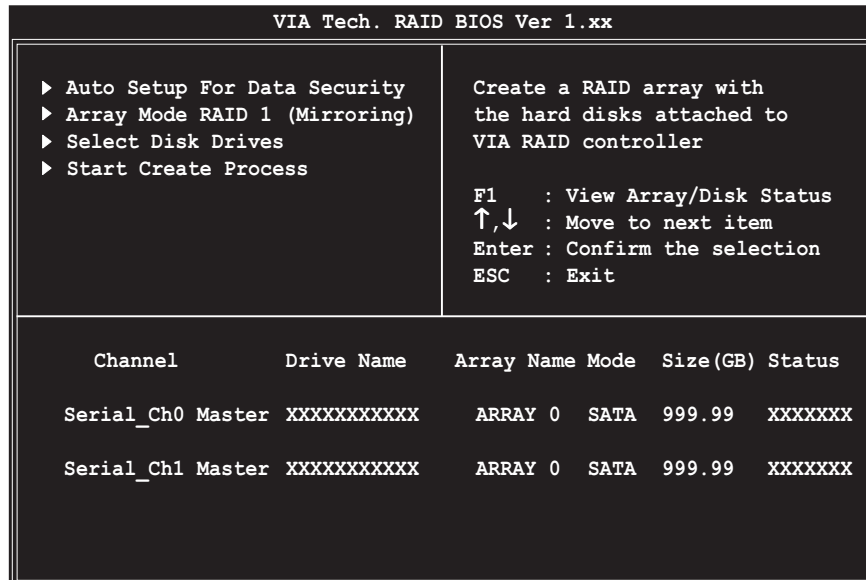 VIA Tech. RAID BIOS Ver 1.xx
Auto Setup For Data Security
Array Mode RAID 1 (Mirroring)
Select Disk Drives
Start Create Process
Create a RAID array with
the hard disks attached to
VIA RAID controller
F1 : View Array/Disk Status
↑,↓ : Move to next item
Enter : Confirm the selection
ESC : Exit
Channel Drive Name Array Name Mode Size(GB) Status
Serial_Ch0 Master XXXXXXXXXXX ARRAY 0 SATA 999.99 XXXXXXX
Serial_Ch1 Master XXXXXXXXXXX ARRAY 0 SATA 999.99 XXXXXXX